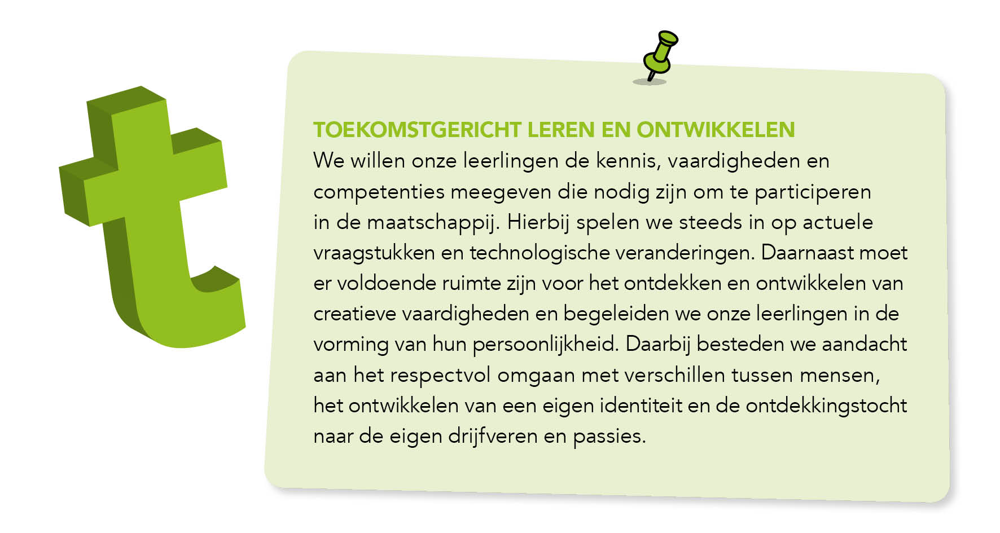 t
TOEKOMSTGERICHT LEREN EN ONTWIKKELEN
We willen onze leerlingen de kennis, vaardigheden en
competenties meegeven die nodig zijn om te participeren
in de maatschappij. Hierbij spelen we steeds in op actuele
vraagstukken en technologische veranderingen. Daarnaast moet
er voldoende ruimte zijn voor het ontdekken en ontwikkelen van
creatieve vaardigheden en begeleiden we onze leerlingen in de
vorming van hun persoonlijkheid. Daarbij besteden we aandacht
aan het respectvol omgaan met verschillen tussen mensen,
het ontwikkelen van een eigen identiteit en de ontdekkingstocht
naar de eigen drijfveren en passies.